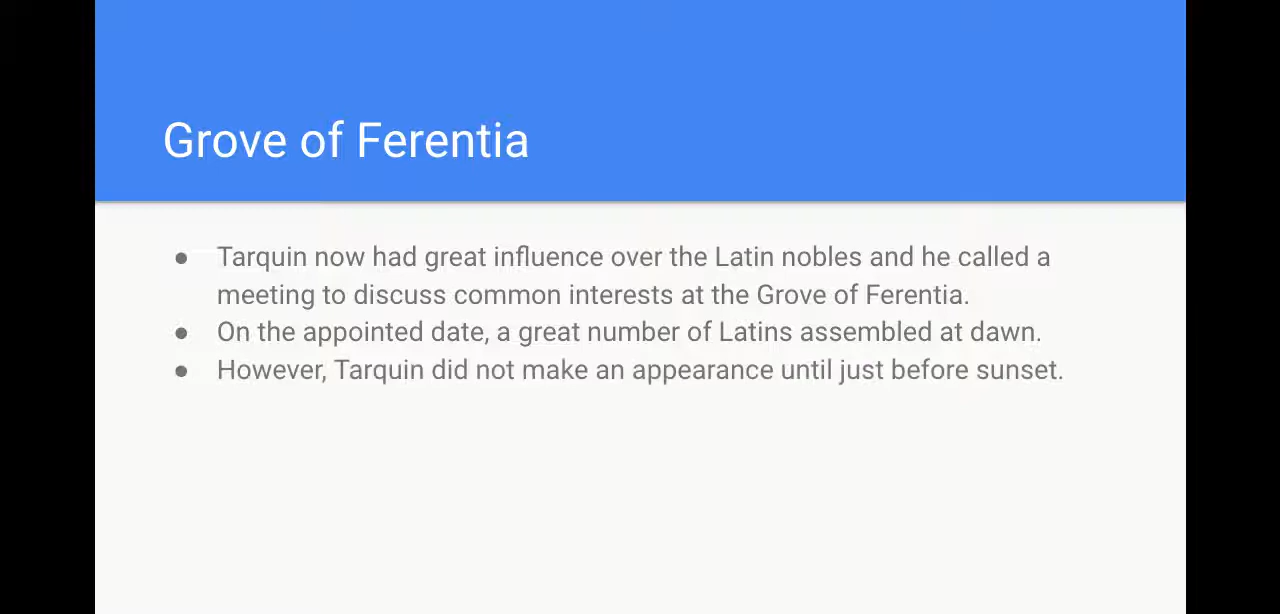 Grove of Ferentia
● Tarquin now had great influence over the Latin nobles and he called a
meeting to discuss common interests at the Grove of Ferentia.
● On the appointed date, a great number of Latins assembled at dawn.
● However, Tarquin did not make an appearance until just before sunset.